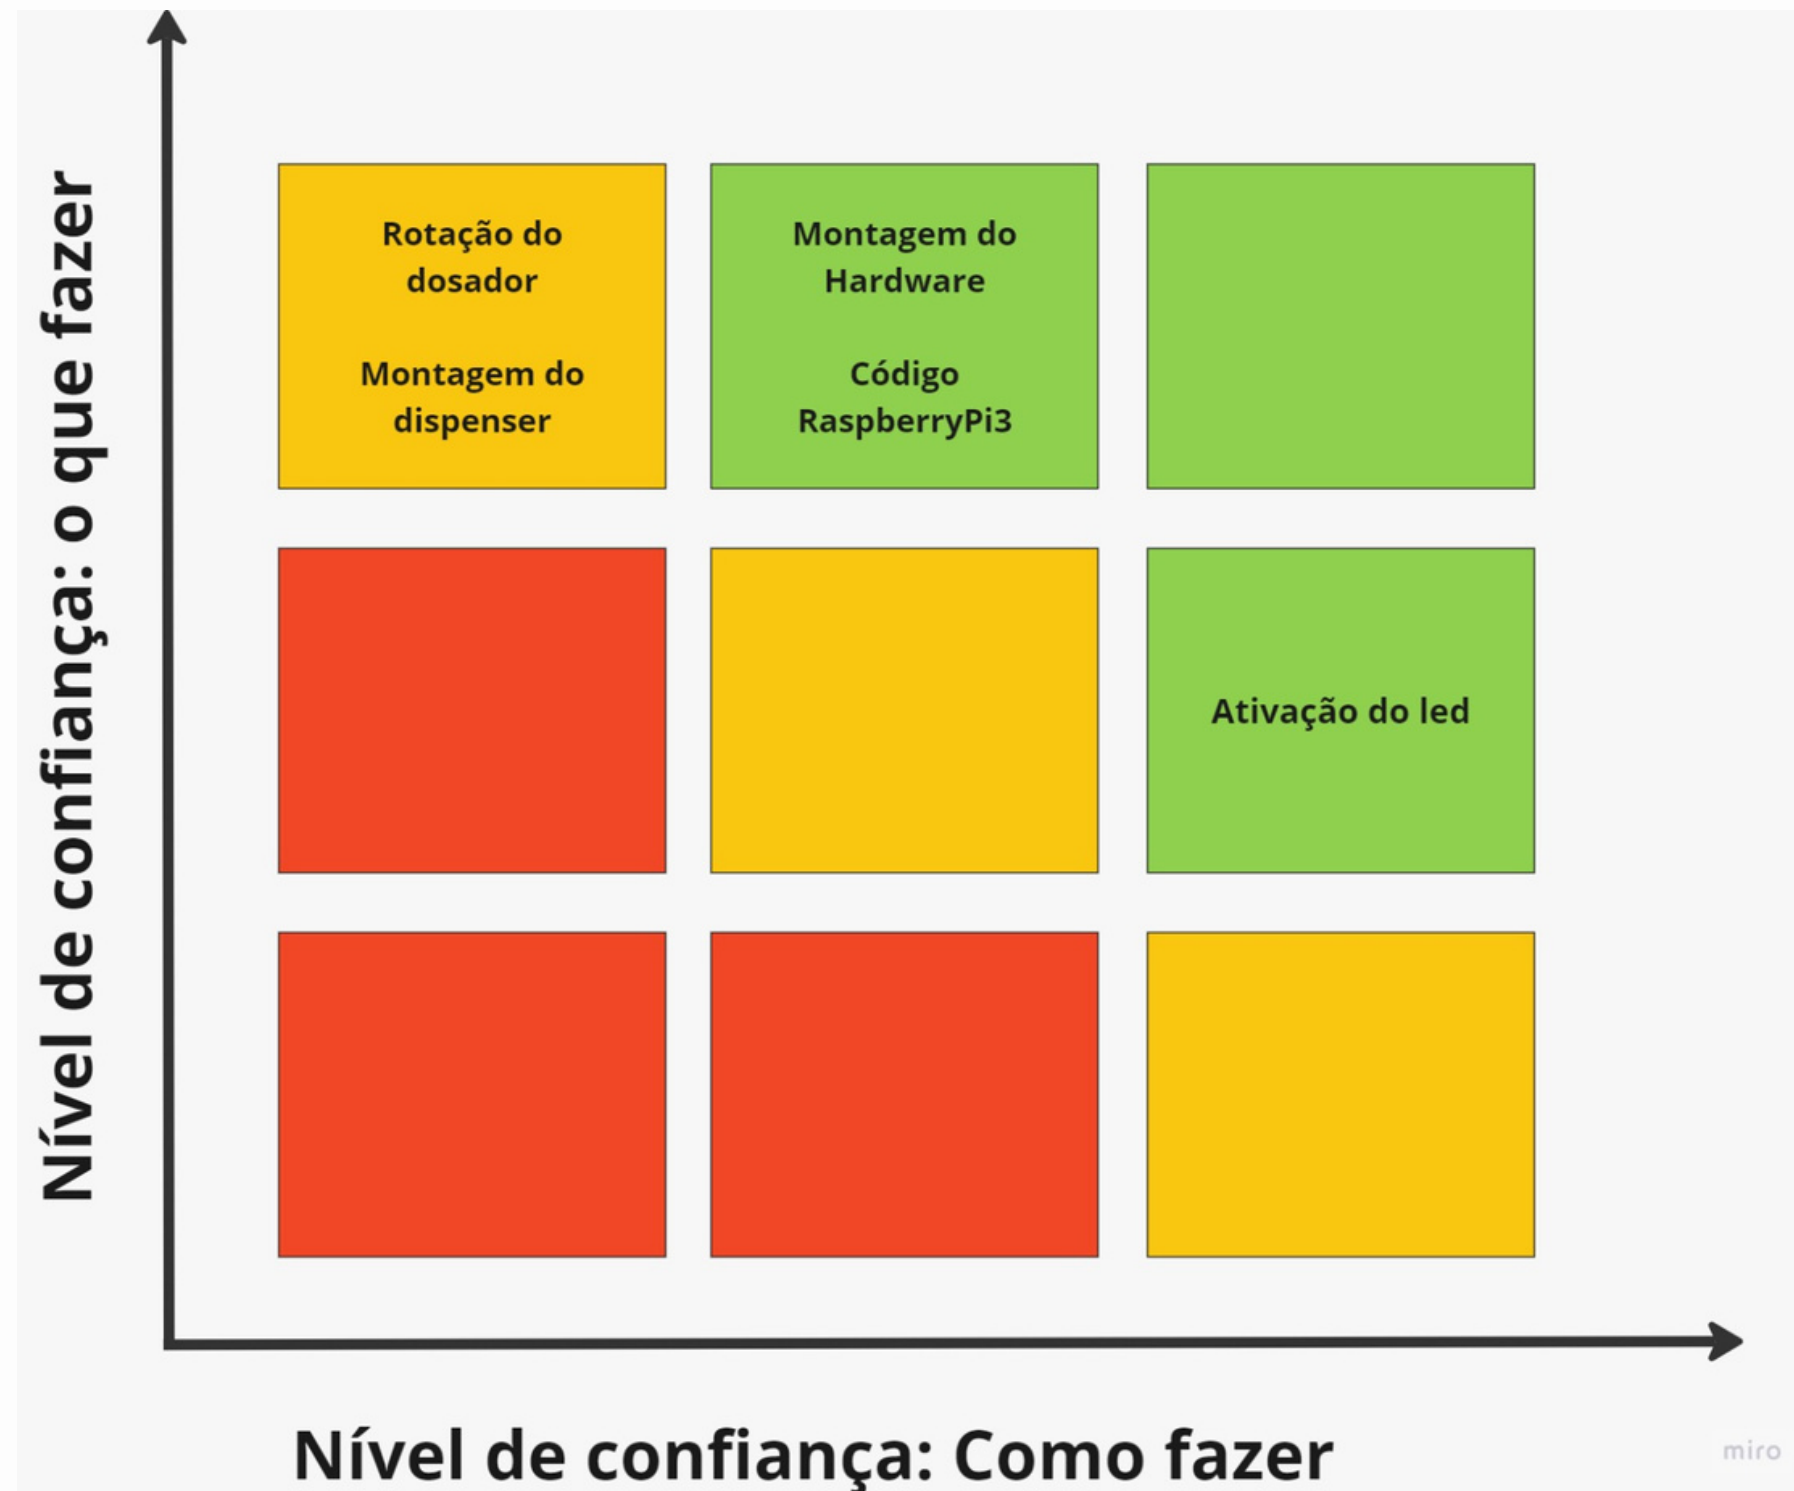 Nível de confiança: o que fazer
Rotação do
dosador
Montagem do
dispenser
Montagem do
Hardware
Código
RaspberryPi3
Ativação do led
Nível de confiança: Como fazer
miro